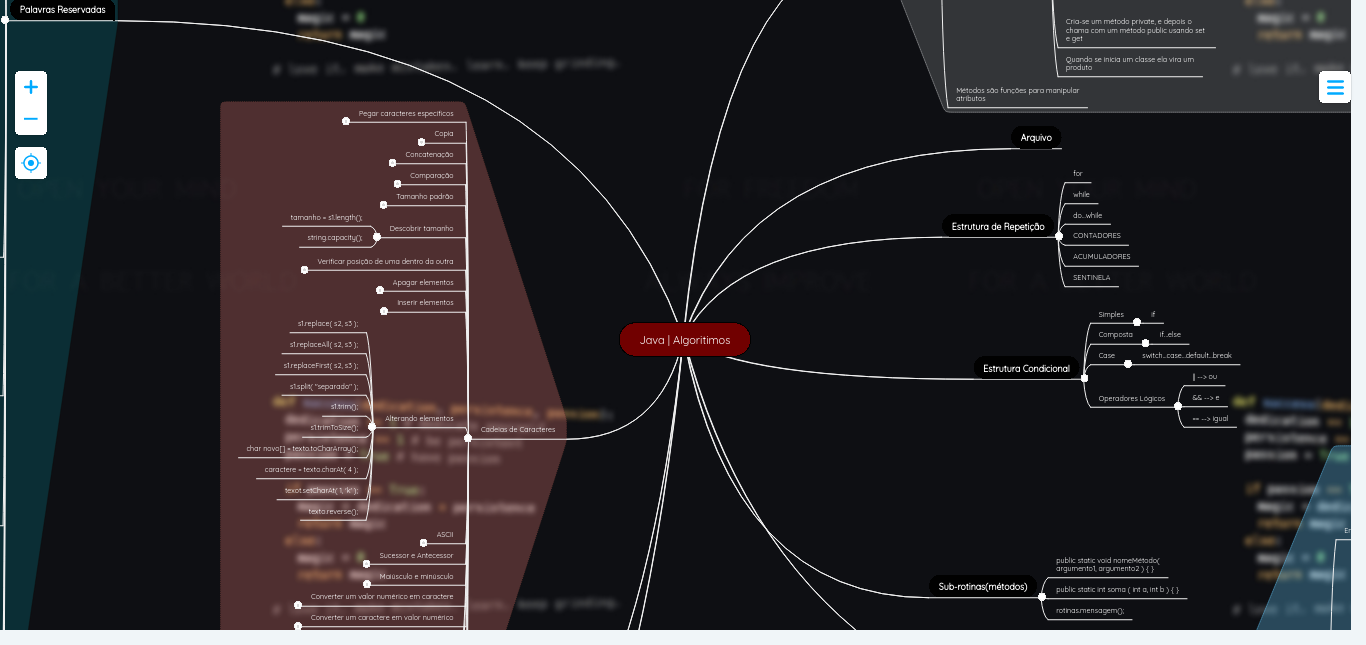 Palavras Reservadas
# love it, make mistakes, learn, keep grinding.
Pegar caracteres específicos
Copia
Concatenação
Comparação
Tamanho padrão
tamanho = s1.length();
string.capacity();
Descobrir tamanho
Verificar posição de uma dentro da outra
Apagar elementos
Inserir elementos
s1.replace( s2, s3 );
s1.replaceAll( s2, s3 );
s1.replaceFirst( s2, s3 );
s1.split( "separado" );
s1.trim();
s1.trimToSize();
char novo[] = texto.toCharArray();
caractere = texto.charAt( 4 );
texot.setCharAt( 1, 'k' );
texto.reverse();
Alterando elementos
Cadeias de Caracteres
ASCII
Sucessor e Antecessor
Maiúsculo e minúsculo
Converter um valor numérico em caractere
Converter um caractere em valor numérico
Java | Algoritimos
Cria-se um método private, e depois o
chama com um método public usando set
e get
Quando se inicia um classe ela vira um
produto
Métodos são funções para manipular
atributos
Arquivo
Estrutura de Repetição
for
while
do...while
CONTADORES
ACUMULADORES
SENTINELA
Estrutura Condicional
Simples
if
Composta
if...else
Case
switch...case...default...break
Operadores Lógicos
| --> ou
&& --> e
== --> igual
Sub-rotinas(métodos)
public static void nomeMétodo(
argumento1, argumento2 ) { }
public static int soma ( int a, int b ) { }
rotinas.mensagem();